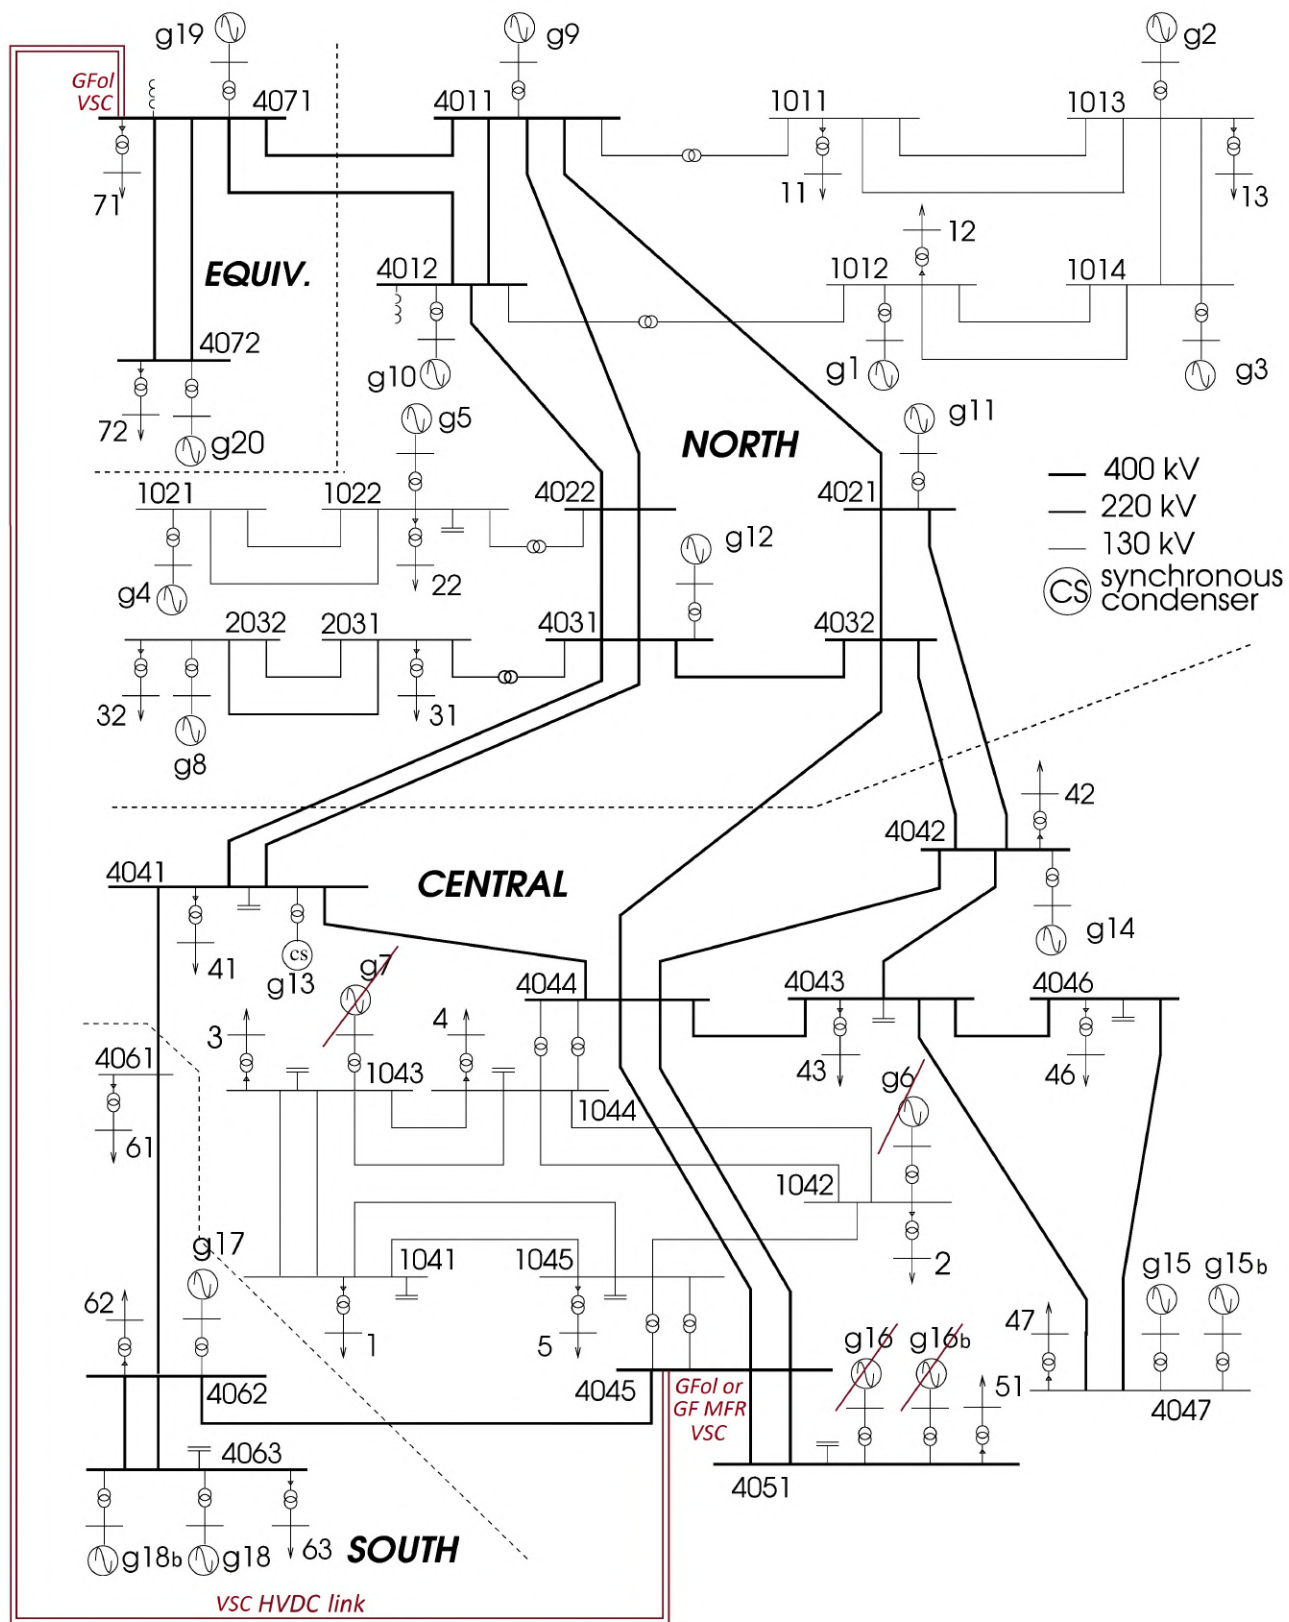 g19
g9
g2
GFol
VSC
4071
4011
1011
1013
71
11
13
12
EQUIV.
4012
1012
1014
4072
g10
g1
g3
72
g20
g5
g11
NORTH
400 kV
220 kV
130 kV
CS synchronous
condenser
1021
1022
4022
4021
g12
g4
22
2032
2031
4031
4032
32
31
g8
42
4042
4041
CENTRAL
41
cs
g13
g7
g14
4044
4043
4046
3
4
4061
1043
43
46
g6
1044
61
1042
g17
2
1041
1045
g15
g15b
62
1
5
47
g16
g16b
4062
4045
GFol or
GF MFR
VSC
51
4047
4063
4051
g18b
g18
63
SOUTH
VSC HVDC link